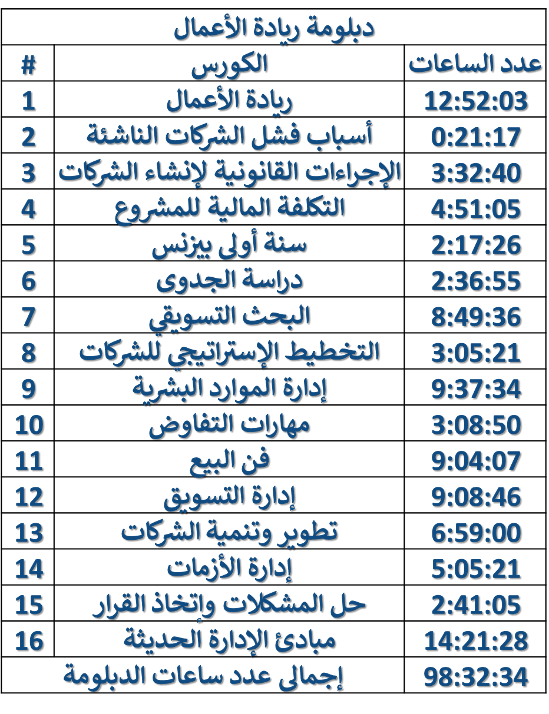 دبلومة ريادة الأعمال
# الكورس عدد الساعات
1 ريادة الأعمال 12:52:03
2 أسباب فشل الشركات الناشئة 0:21:17
3 الإجراءات القانونية لإنشاء الشركات 3:32:40
4 التكلفة المالية للمشروع 4:51:05
5 سنة أولى بيزنس 2:17:26
6 دراسة الجدوى 2:36:55
7 البحث التسويقي 8:49:36
8 التخطيط الإستراتيجي للشركات 3:05:21
9 إدارة الموارد البشرية 9:37:34
10 مهارات التفاوض 3:08:50
11 فن البيع 9:04:07
12 إدارة التسويق 9:08:46
13 تطوير وتنمية الشركات 6:59:00
14 إدارة الأزمات 5:05:21
15 حل المشكلات وإتخاذ القرار 2:41:05
16 مبادئ الإدارة الحديثة 14:21:28
إجمالي عدد ساعات الدبلومة 98:32:34